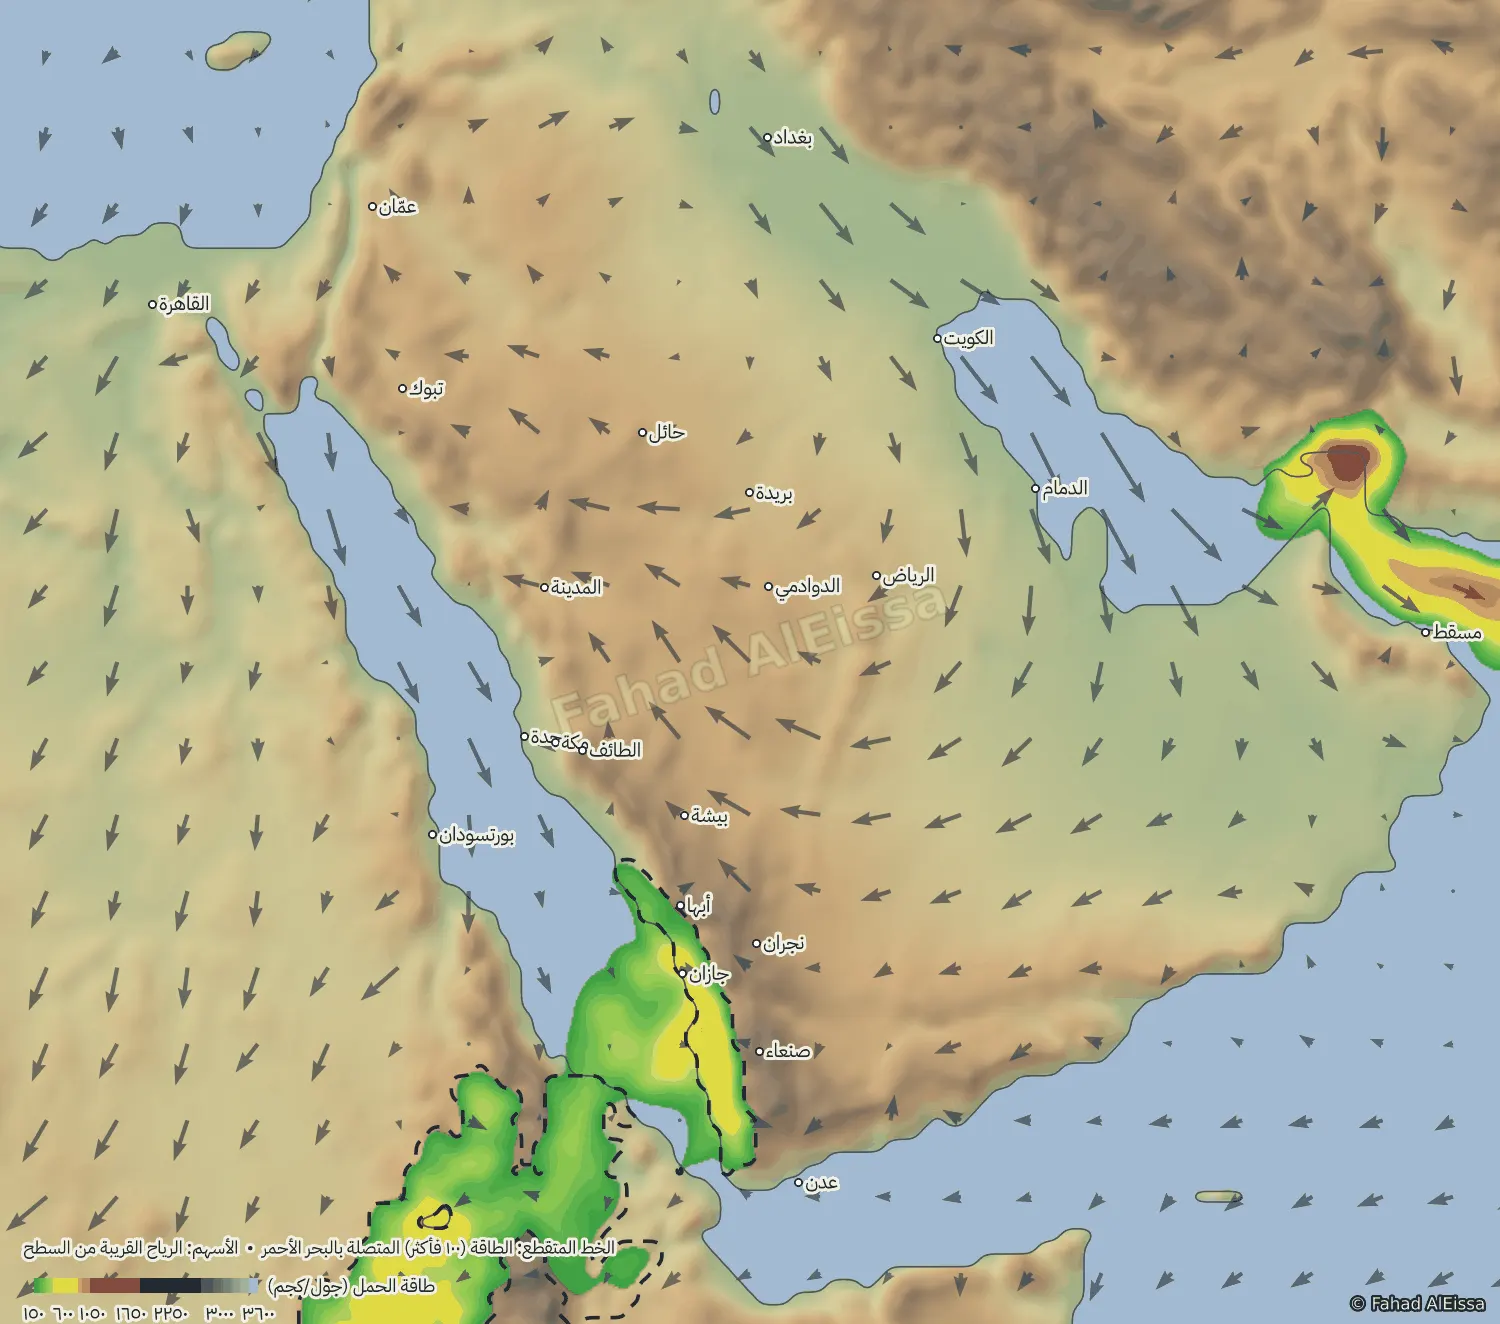 بغداد
عمّان
القاهرة
الكويت
تبوك
حائل
الدمام
بريدة
الرياض
الدوادمي
المدينة
مسقط
Fahad AlEissa
جدة
مكة
الطائف
بيشة
بورتسودان
أبها
نجران
جازان
صنعاء
عدن
الخط المتقطع: الطاقة (١٠٠ فأكثر) المتصلة بالبحر الأحمر • الأسهم: الرياح القريبة من السطح
طاقة الحمل (جول/كجم)
١٥٠ ٦٠٠ ١٠٥٠ ١٦٥٠ ٢٢٥٠ ٣٠٠٠ ٣٦٠٠
© Fahad AlEissa